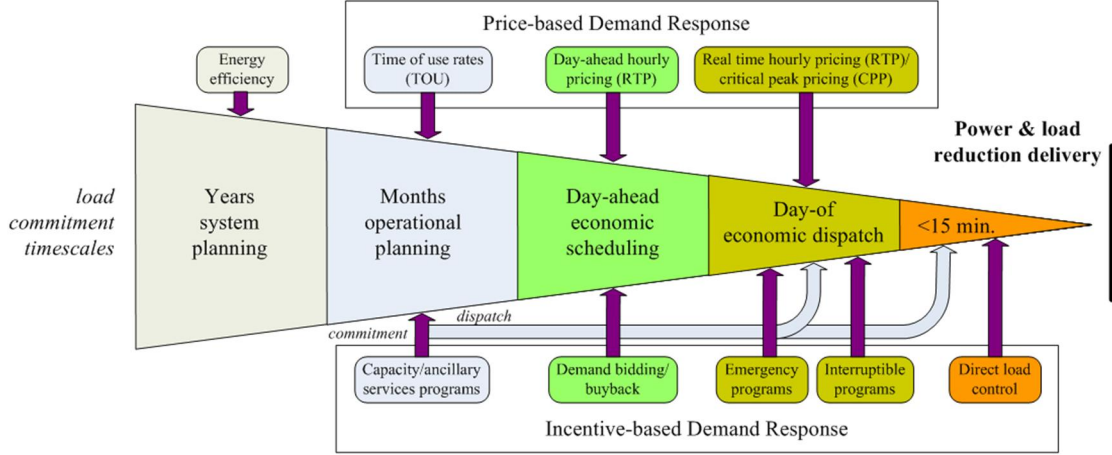 Price-based Demand Response
Energy
efficiency
Time of use rates
(TOU)
Day-ahead hourly
pricing (RTP)
Real time hourly pricing (RTP)/
critical peak pricing (CPP)
Power & load
reduction delivery
load
commitment
timescales
Years
system
planning
Months
operational
planning
Day-ahead
economic
scheduling
Day-of
economic dispatch
<15 min.
dispatch
commitment
Capacity/ancillary
services programs
Demand bidding/
buyback
Emergency
programs
Interruptible
programs
Direct load
control
Incentive-based Demand Response